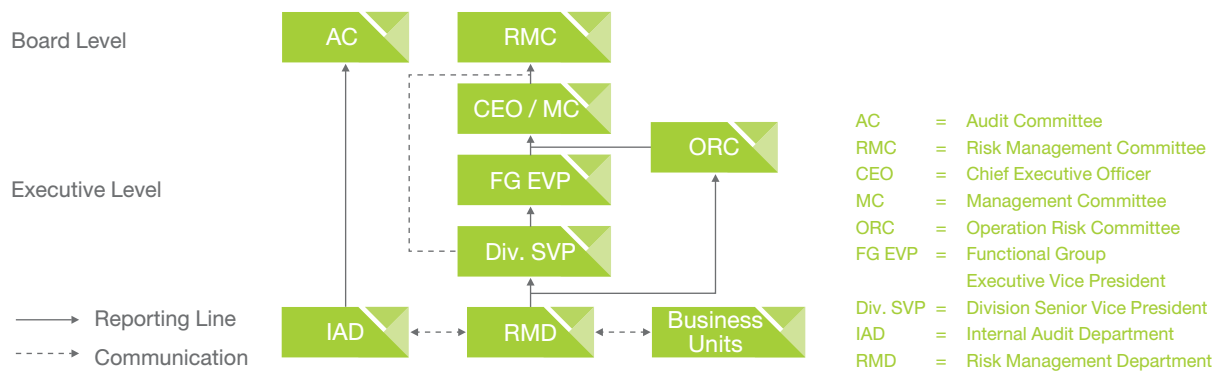 Board Level
AC
RMC
CEO / MC
ORC
Executive Level
FG EVP
Div. SVP
Reporting Line
Communication
IAD
RMD
Business
Units
AC = Audit Committee
RMC = Risk Management Committee
CEO = Chief Executive Officer
MC = Management Committee
ORC = Operation Risk Committee
FG EVP = Functional Group
Executive Vice President
Div. SVP = Division Senior Vice President
IAD = Internal Audit Department
RMD = Risk Management Department